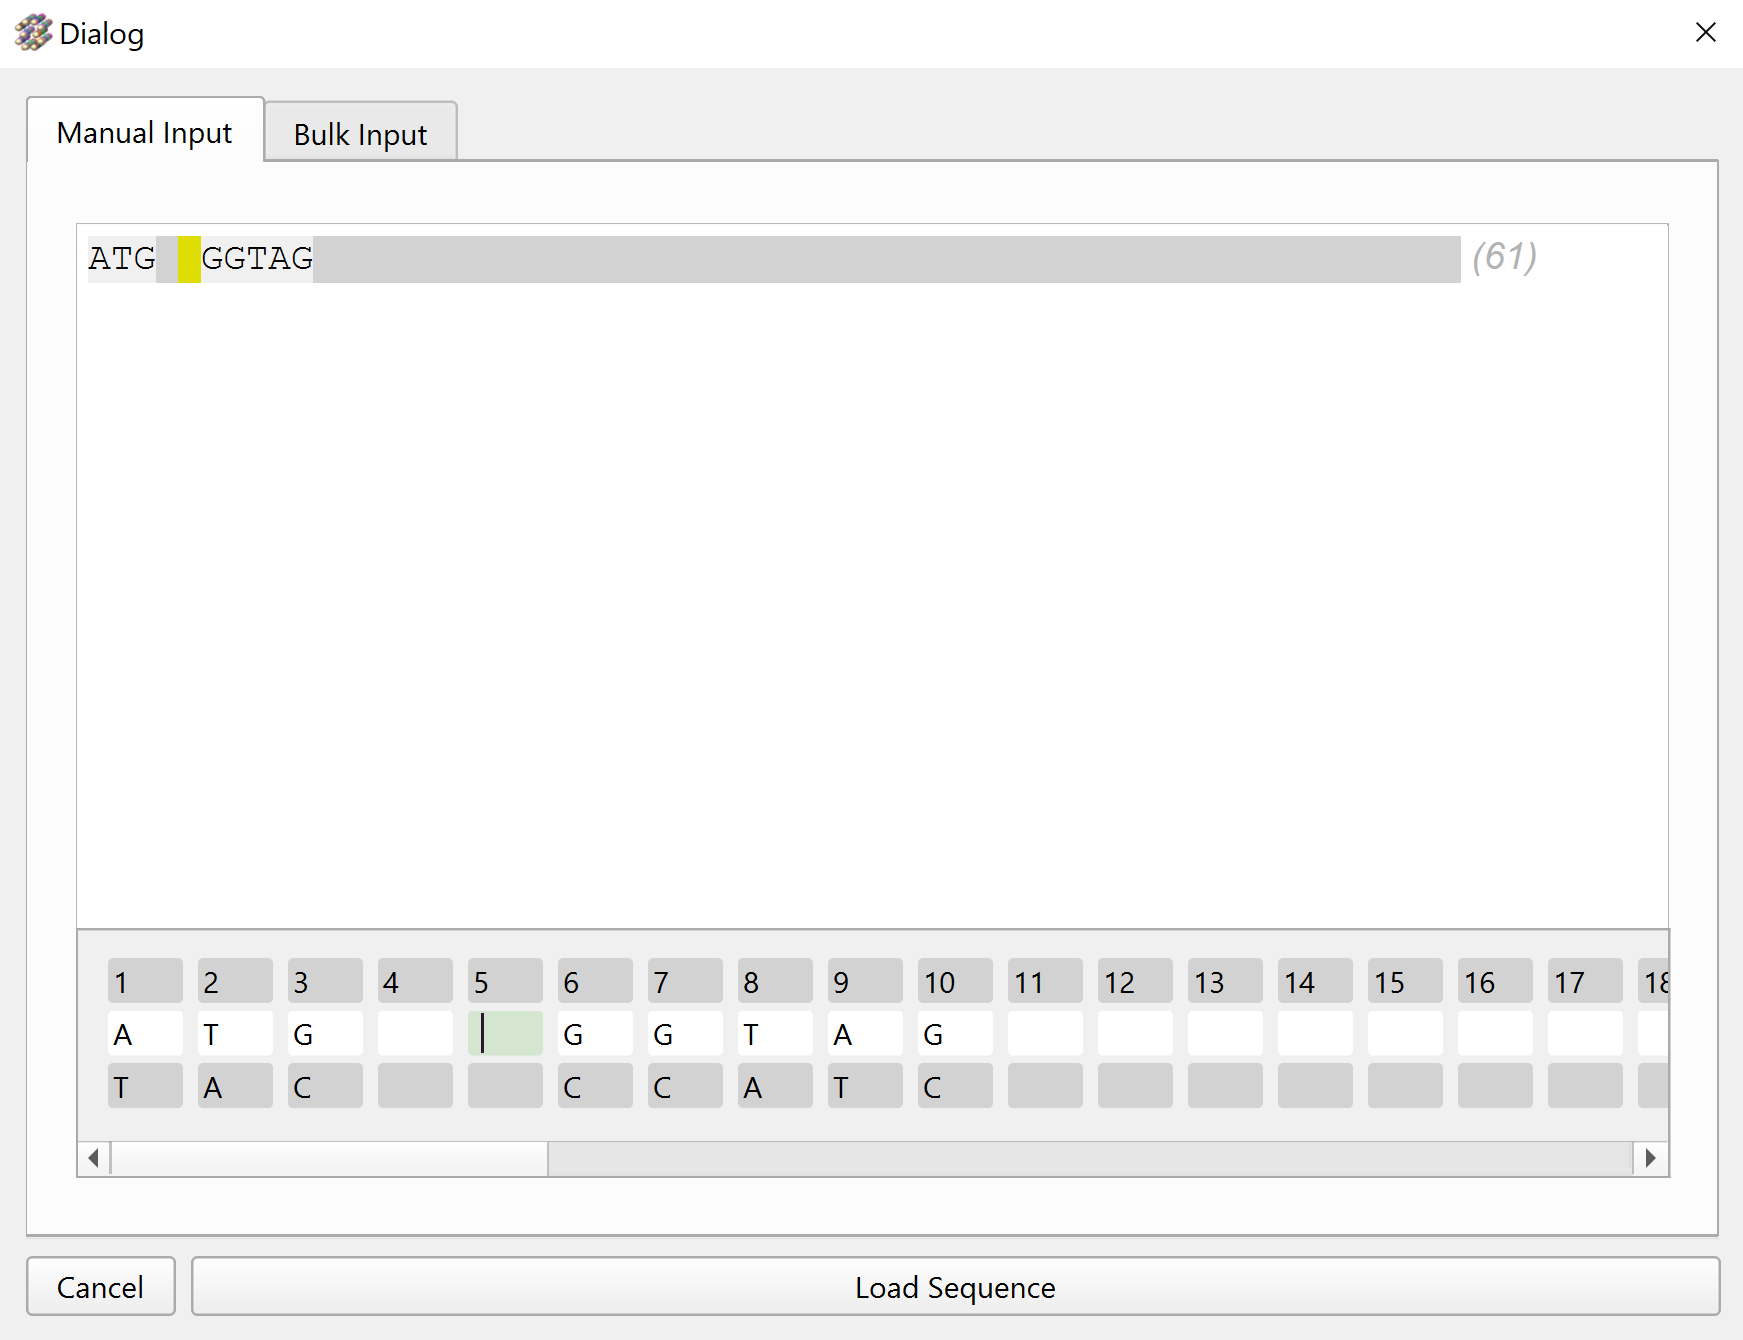 Dialog
Manual Input Bulk Input
ATG  GGTAG (61)
1 2 3 4 5 6 7 8 9 10 11 12 13 14 15 16 17 18
A T G G G T A G
T A C C C A T C
Cancel Load Sequence